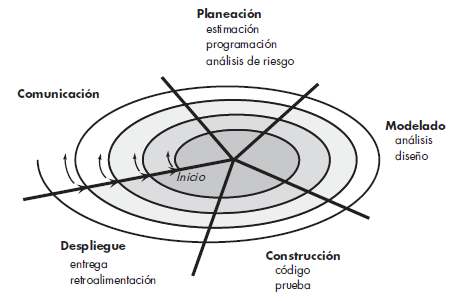 Planeación
estimación
programación
análisis de riesgo
Comunicación
Modelado
análisis
diseño
Inicio
Despliegue
entrega
retroalimentación
Construcción
código
prueba